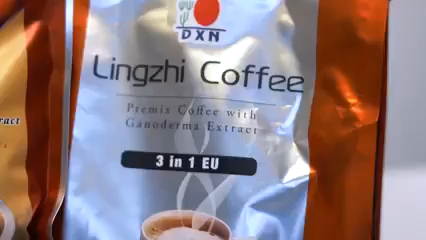 DXN
Lingzhi Coffee
Premix Coffee with
Ganoderma Extract
3 in 1 EU